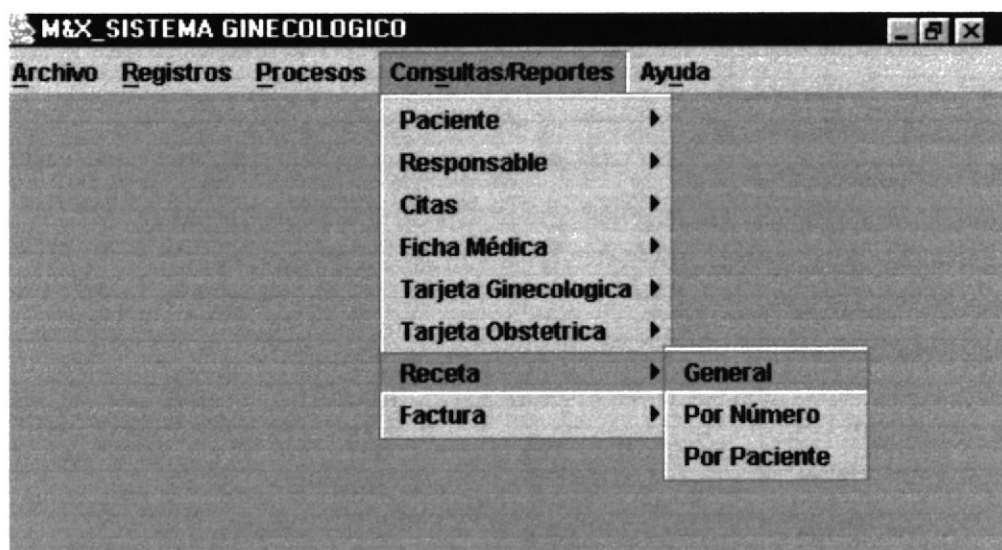 M&X_SISTEMA GINECOLOGICO
Archivo Registros Procesos Consultas/Reportes Ayuda
Paciente
Responsable
Citas
Ficha Médica
Tarjeta Ginecologica
Tarjeta Obstetrica
Receta General
Factura Por Número
Por Paciente